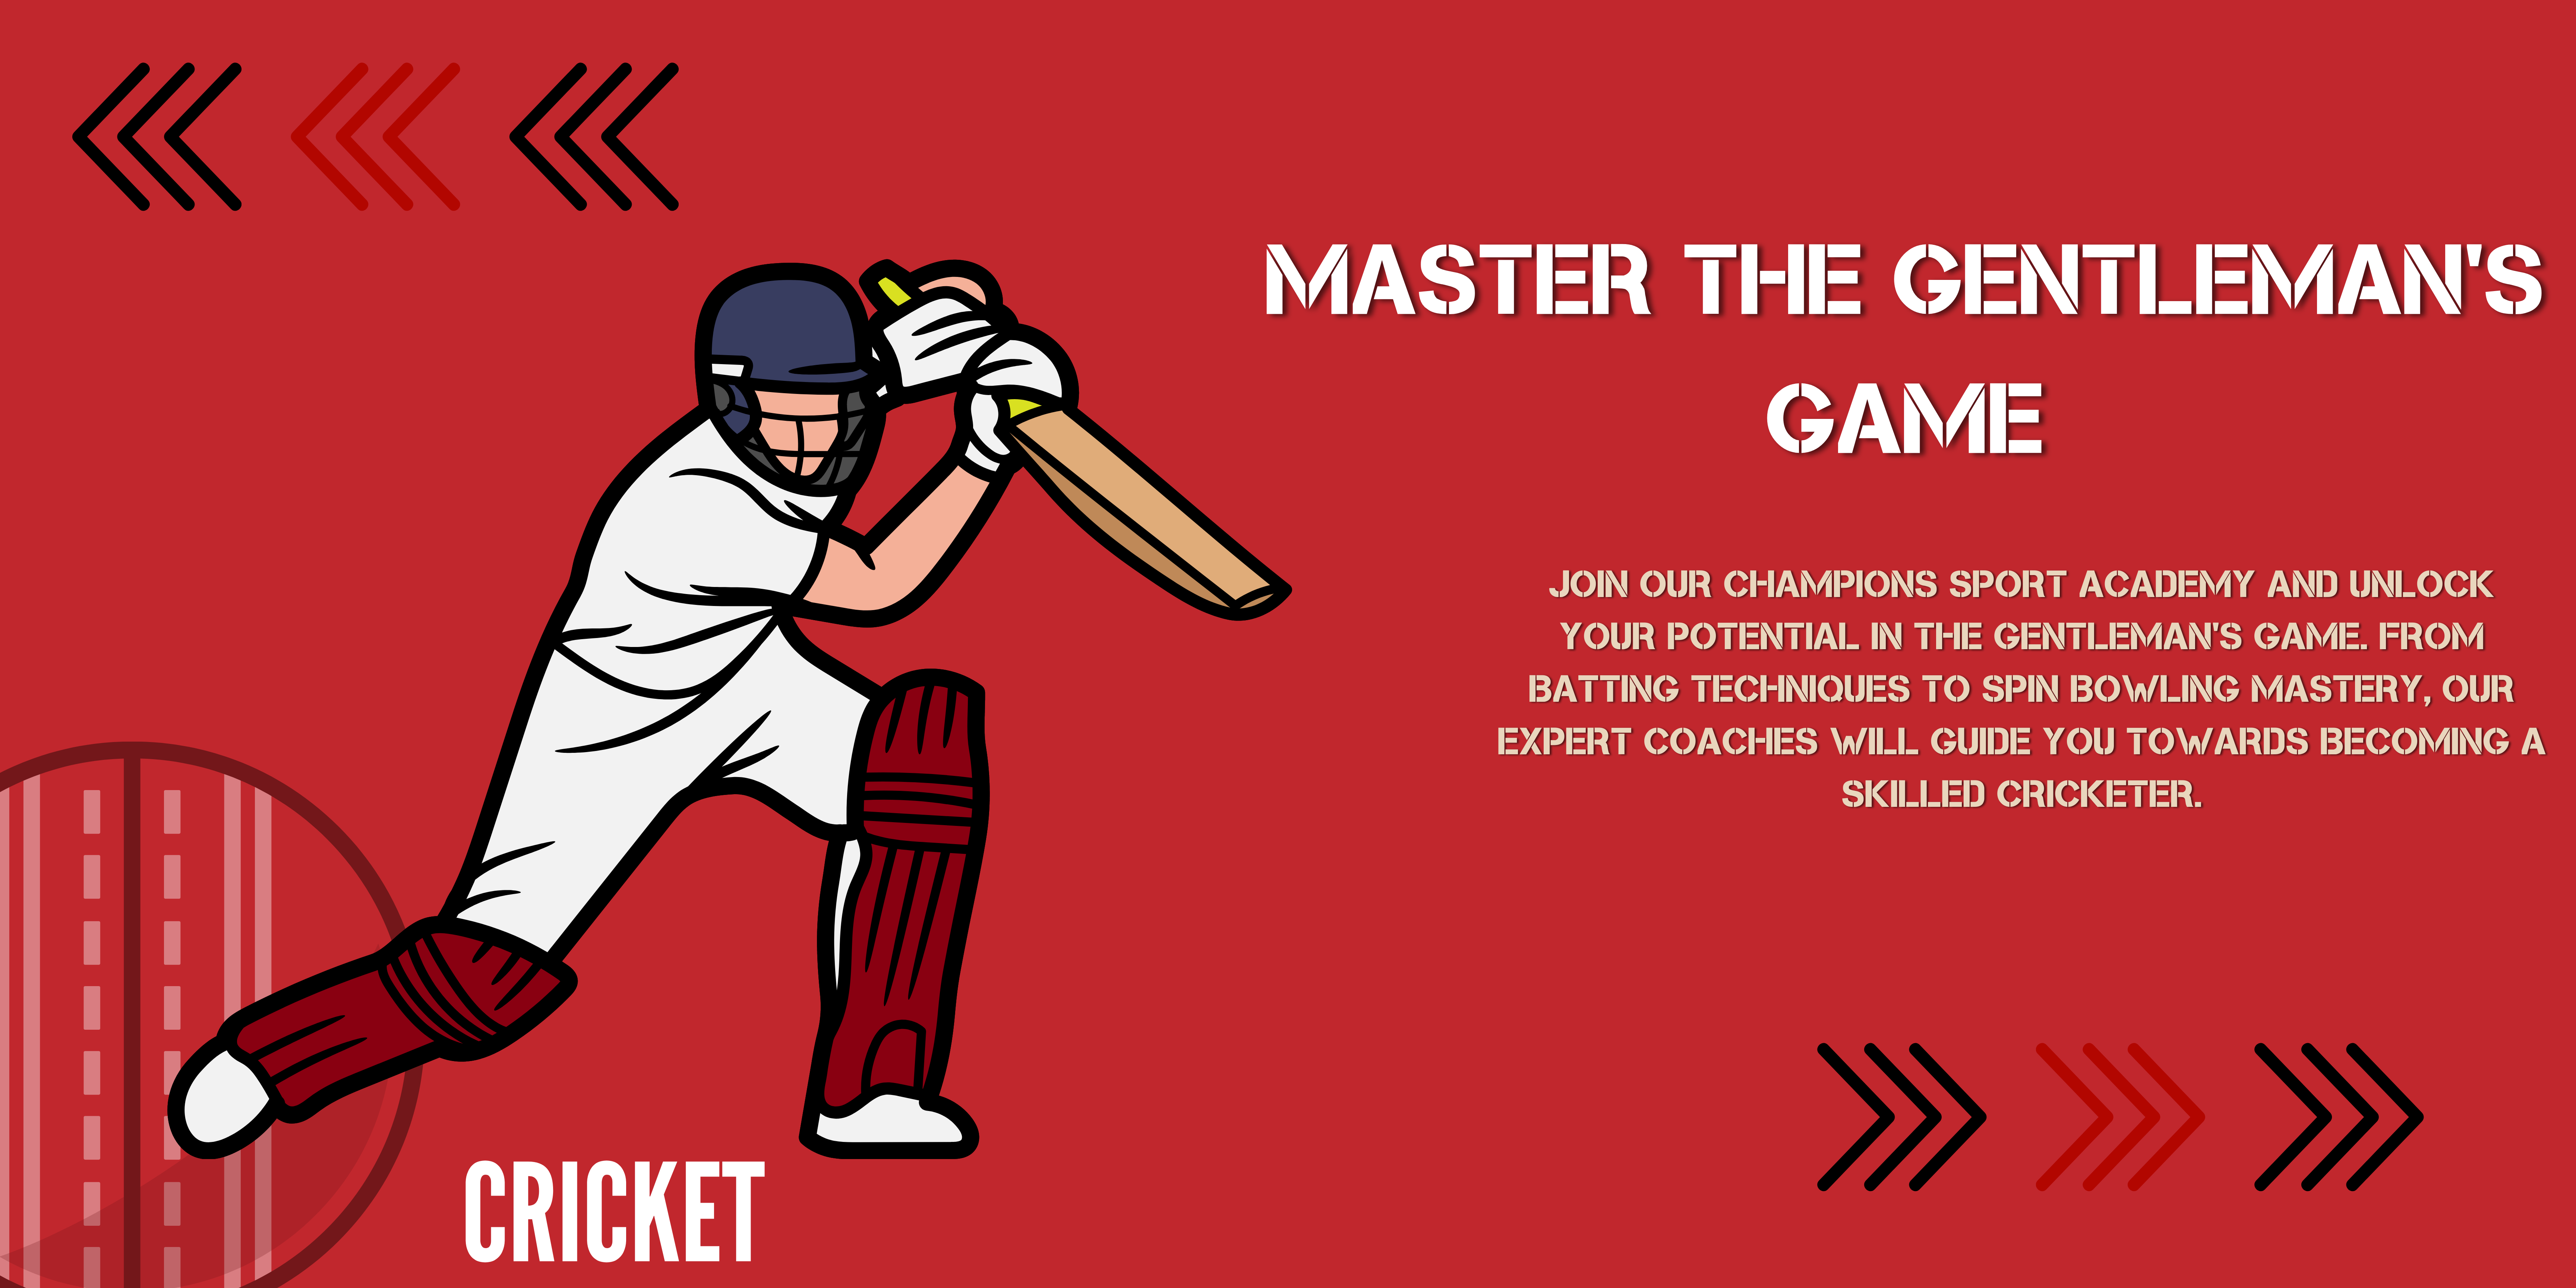 MASTER THE GENTLEMAN'S
GAME
JOIN OUR CHAMPIONS SPORT ACADEMY AND UNLOCK
YOUR POTENTIAL IN THE GENTLEMAN'S GAME. FROM
BATTING TECHNIQUES TO SPIN BOWLING MASTERY, OUR
EXPERT COACHES WILL GUIDE YOU TOWARDS BECOMING A
SKILLED CRICKETER.
CRICKET